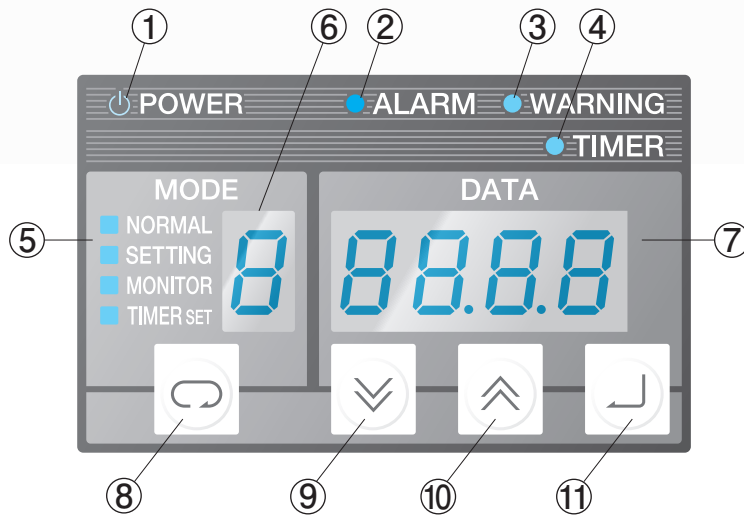 ① ⑥ ② ③ ④
POWER ALARM WARNING
TIMER
MODE DATA
⑤ NORMAL 8 88.8.8 ⑦
SETTING
MONITOR
TIMER SET
⑧ ⑨ ⑩ ⑪